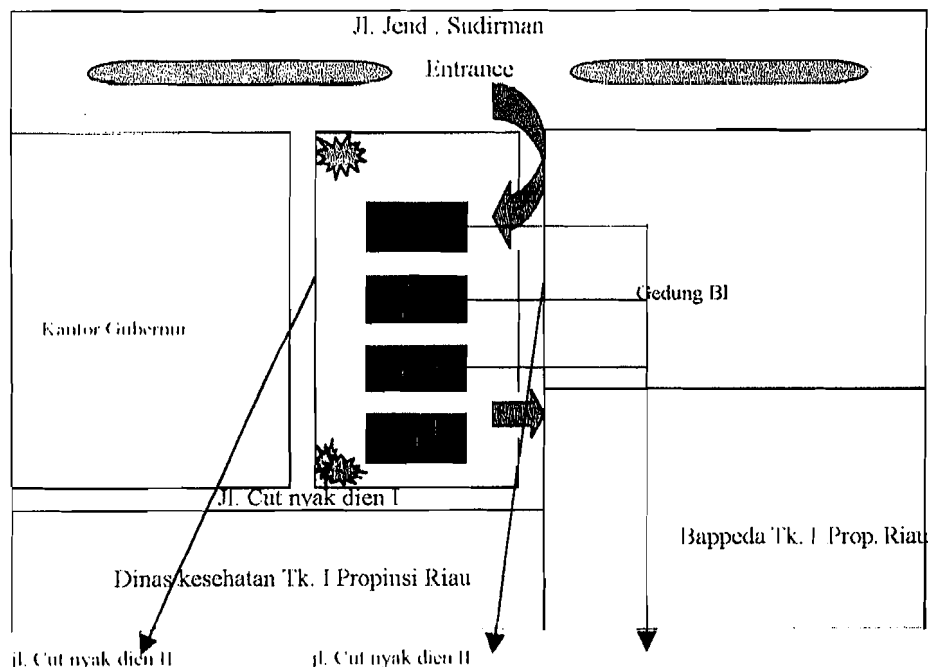 Jl. Jend . Sudirman
Entrance
Gedung BI
Kantor Gubernur
Jl. Cut nyak dien I
Bappeda Tk. I Prop. Riau
Dinas kesehatan Tk. I Propinsi Riau
jl. Cut nyak dien II
jl. Cut nyak dien II